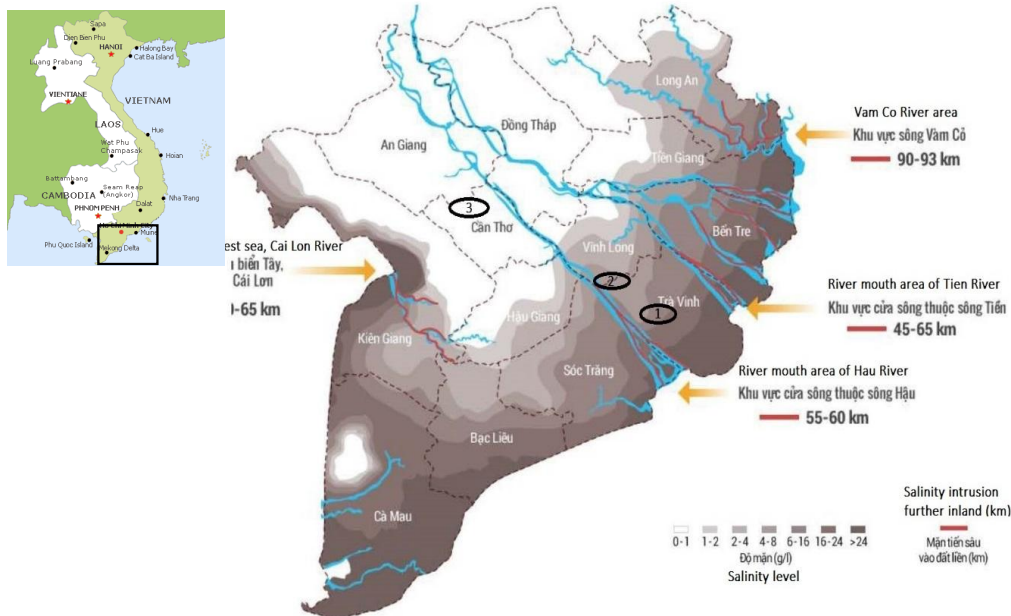 Sapa
Dien Bien Phu
HANOI
Halong Bay
Cat Ba Island
Luang Prabang
VIENTIANE
VIETNAM
LAOS
Hue
Wat Phu
Champasak
Hoian
Battambang
Seam Reap
(Angkor)
CAMBODIA
Nha Trang
PHNOM PENH
Dalat
Phu Quoc Island
Mekong Delta
Long An
Đồng Tháp
An Giang
Tiền Giang
3
Cần Thơ
Vĩnh Long
Bến Tre
2
Trà Vinh
1
Hậu Giang
Kiên Giang
Sóc Trăng
Bạc Liêu
Cà Mau
Vam Co River area
Khu vực sông Vàm Cỏ
90-93 km
est sea, Cai Lon River
biển Tây,
Cái Lớn
-65 km
River mouth area of Tien River
Khu vực cửa sông thuộc sông Tiền
45-65 km
River mouth area of Hau River
Khu vực cửa sông thuộc sông Hậu
55-60 km
0-1 1-2 2-4 4-8 6-16 16-24 >24
Độ mặn (g/l)
Salinity level
Salinity intrusion
further inland (km)
Mặn tiến sâu
vào đất liền (km)